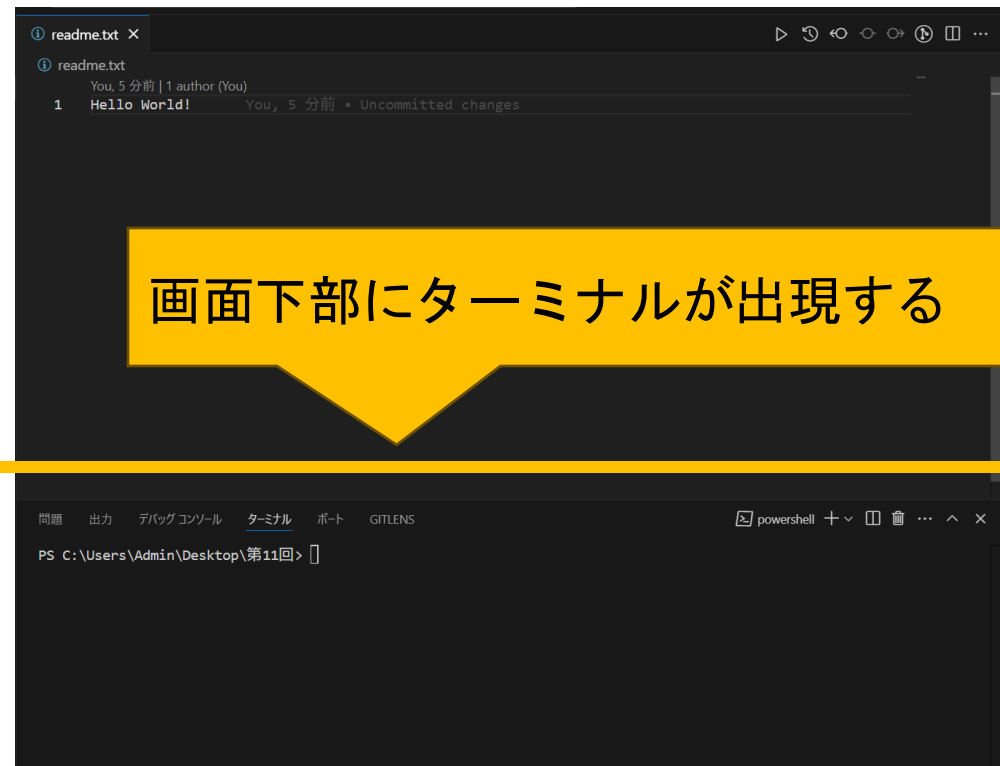 readme.txt
readme.txt
You, 5 分前 | 1 author (You)
1 Hello World! You, 5 分前 • Uncommitted changes
画面下部にターミナルが出現する
問題 出力 デバッグ コンソール ターミナル ポート GITLENS powershell
PS C:\Users\Admin\Desktop\第11回>